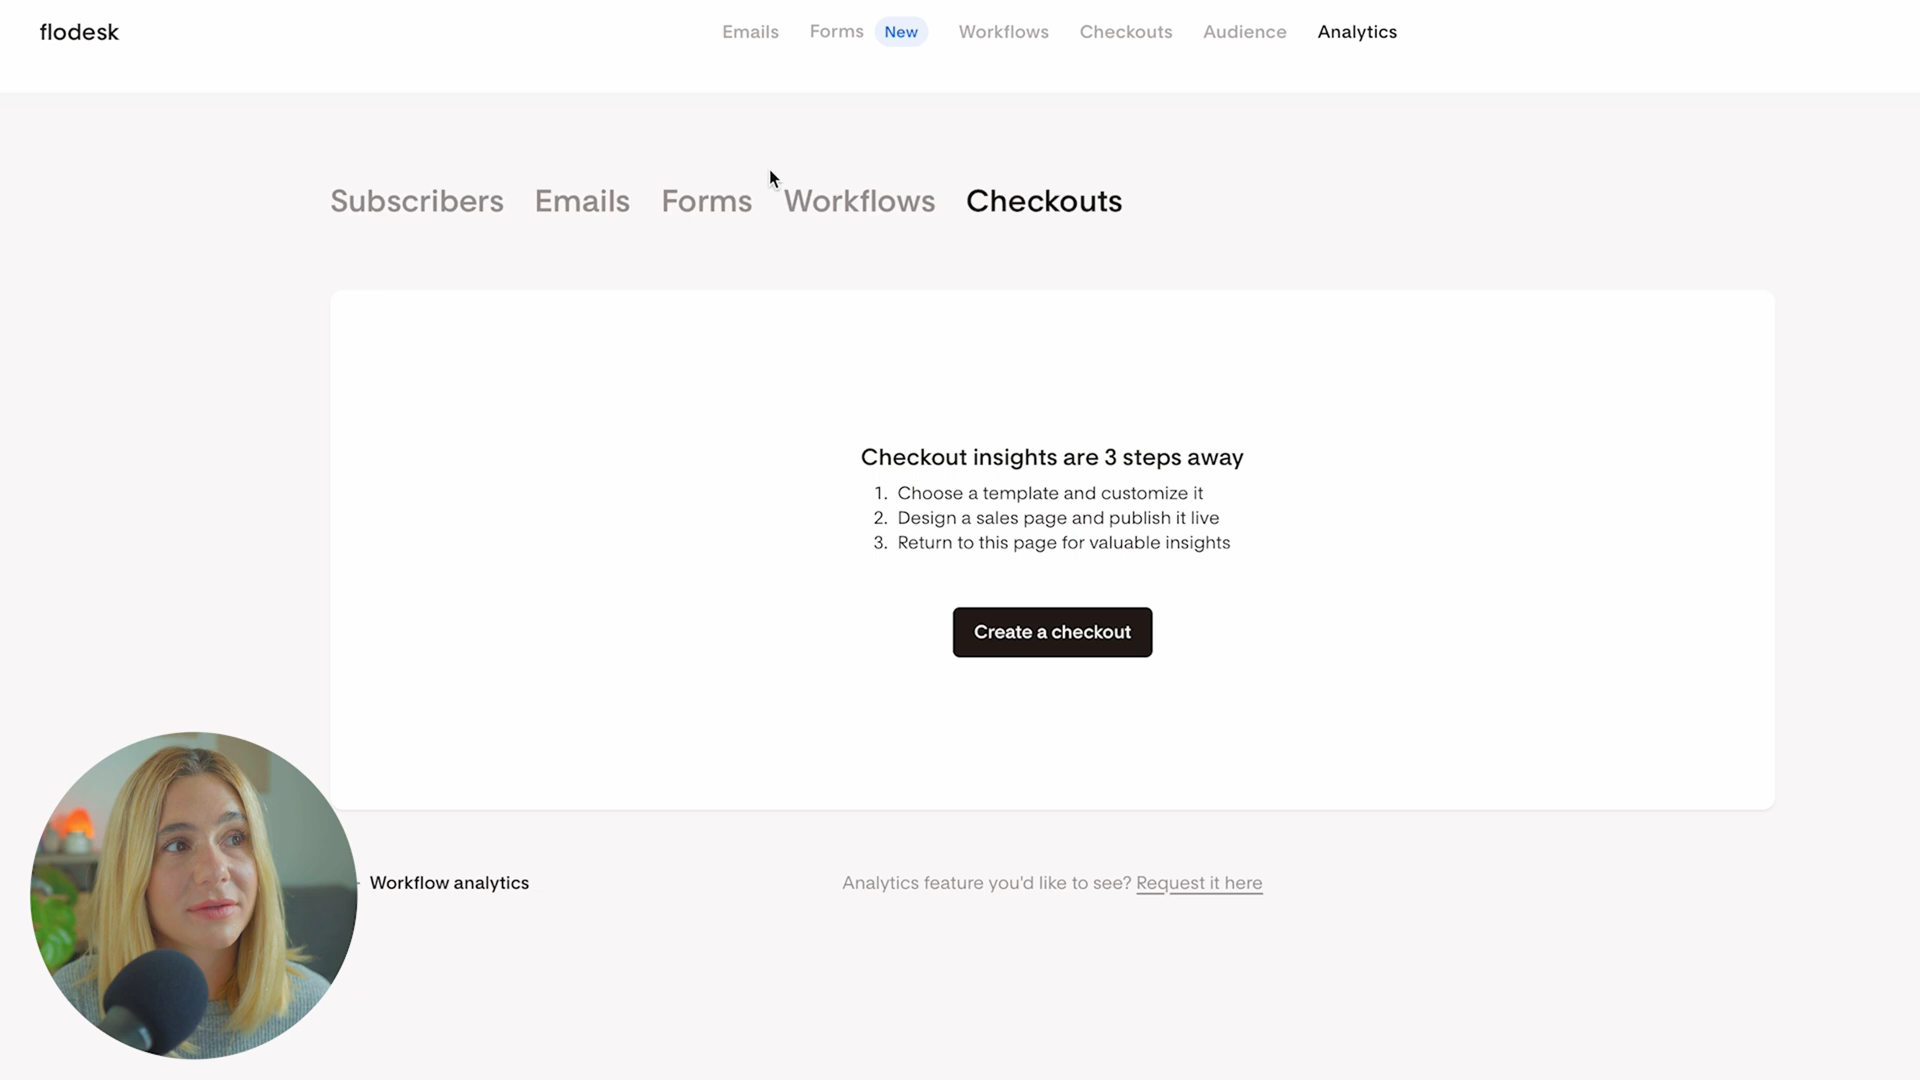 flodesk
Emails Forms New Workflows Checkouts Audience Analytics
Subscribers Emails Forms Workflows Checkouts
Checkout insights are 3 steps away
1. Choose a template and customize it
2. Design a sales page and publish it live
3. Return to this page for valuable insights
Create a checkout
Workflow analytics
Analytics feature you'd like to see? Request it here